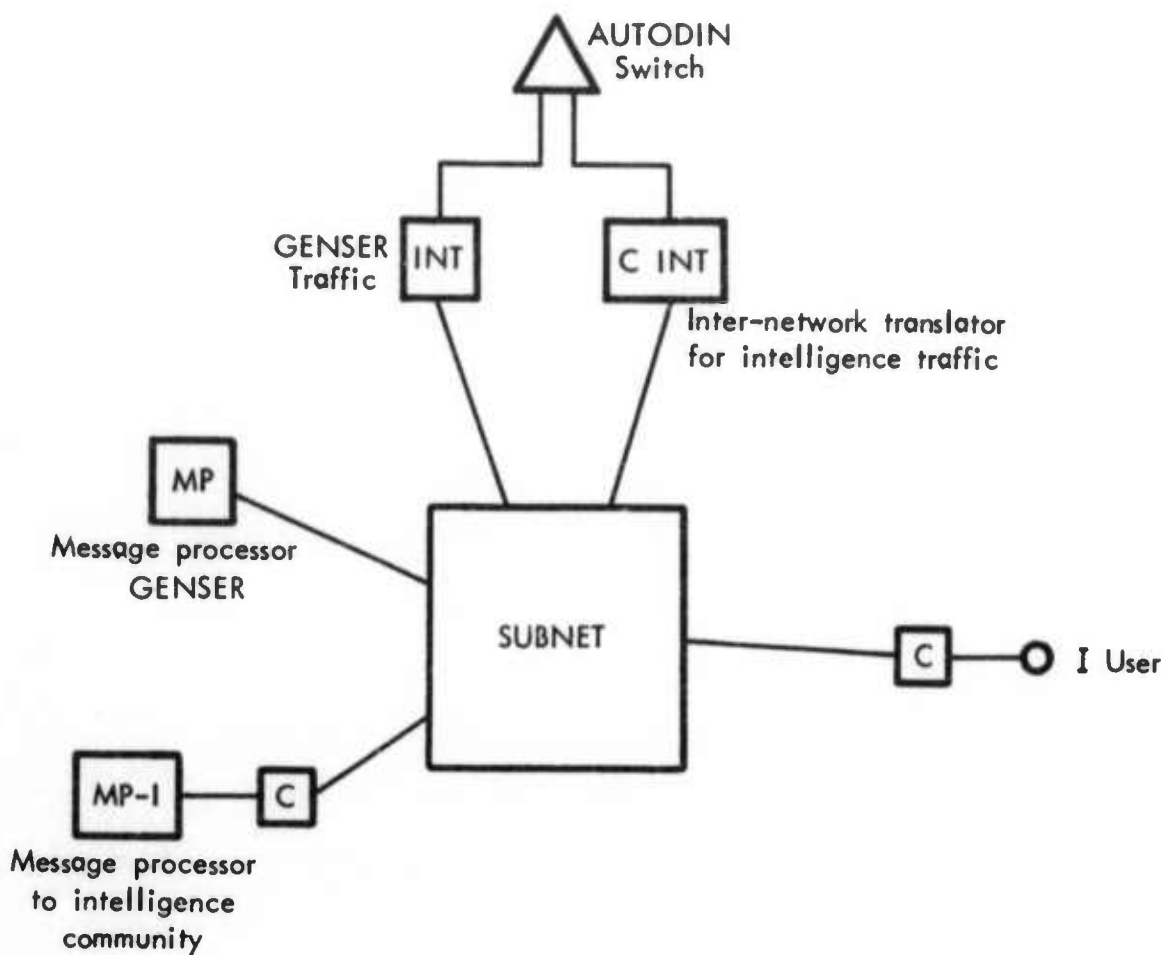 AUTODIN
Switch
GENSER
Traffic
INT
C INT
Inter-network translator
for intelligence traffic
MP
Message processor
GENSER
SUBNET
C
I User
MP-I
C
Message processor
to intelligence
community